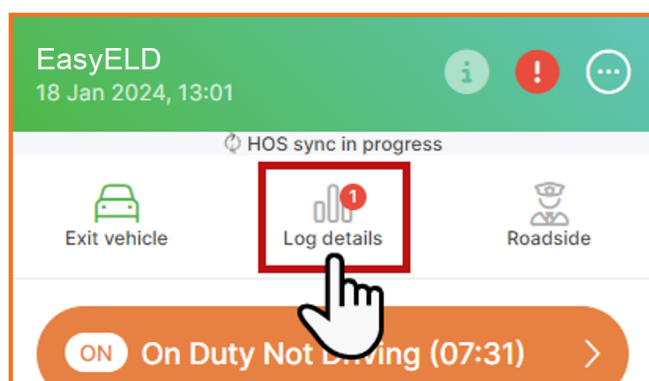 EasyELD
18 Jan 2024, 13:01
i ! ...
HOS sync in progress
1
Exit vehicle Log details Roadside
ON On Duty Not Driving (07:31)